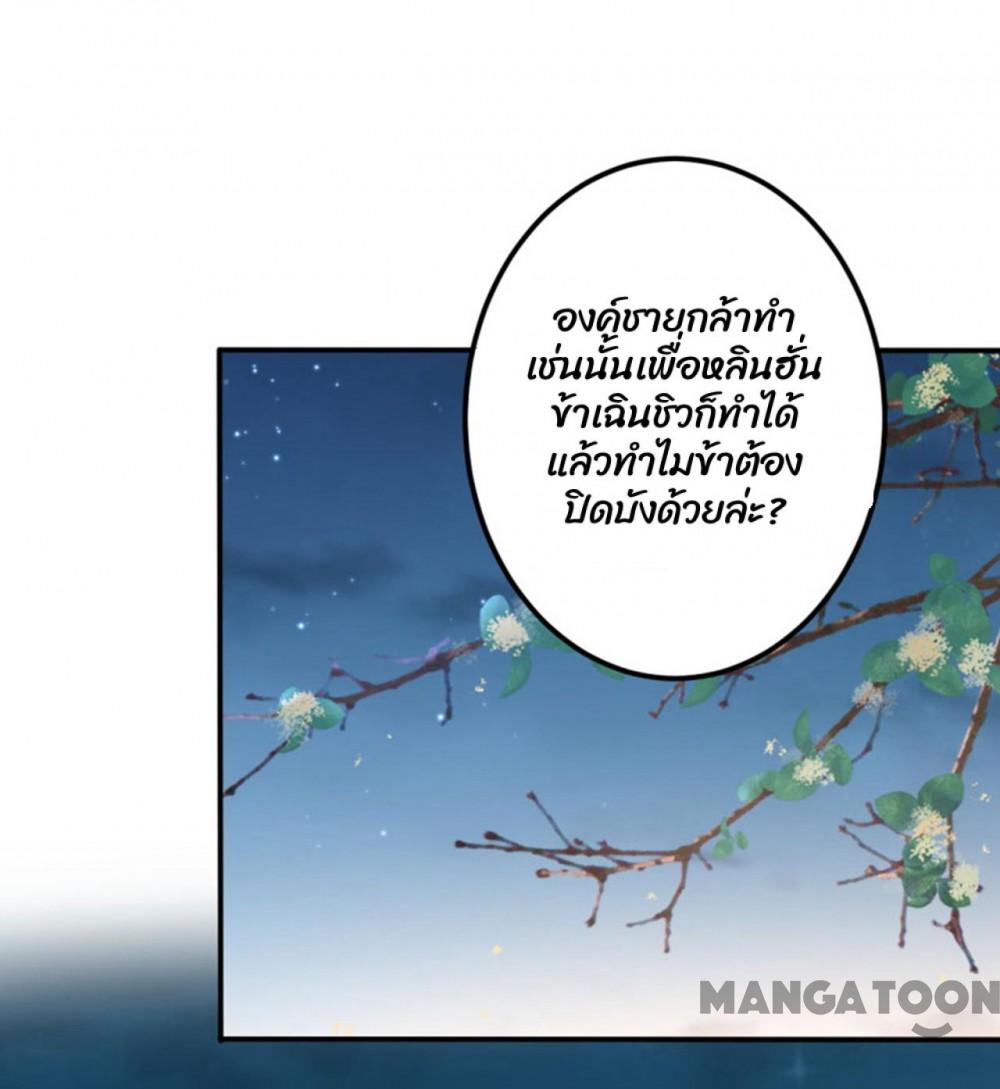 องค์ชายกล้าทำ
เช่นนั้นเพื่อหลินฮั่น
ข้าเฉินชิวก็ทำได้
แล้วทำไมข้าต้อง
ปิดบังด้วยล่ะ?
MANGATOON